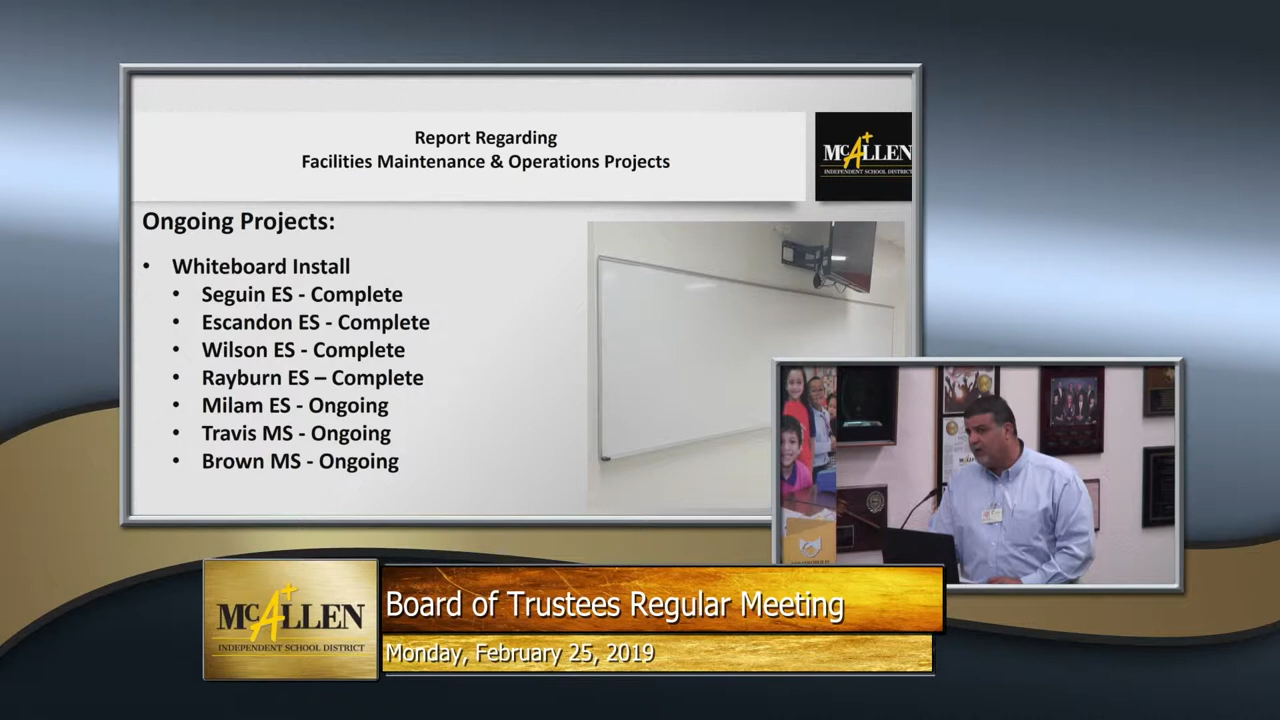 Report Regarding
Facilities Maintenance & Operations Projects
McALLEN
INDEPENDENT SCHOOL DISTRICT
Ongoing Projects:
• Whiteboard Install
• Seguin ES - Complete
• Escandon ES - Complete
• Wilson ES - Complete
• Rayburn ES – Complete
• Milam ES - Ongoing
• Travis MS - Ongoing
• Brown MS - Ongoing
McALLEN
INDEPENDENT SCHOOL DISTRICT
Board of Trustees Regular Meeting
Monday, February 25, 2019